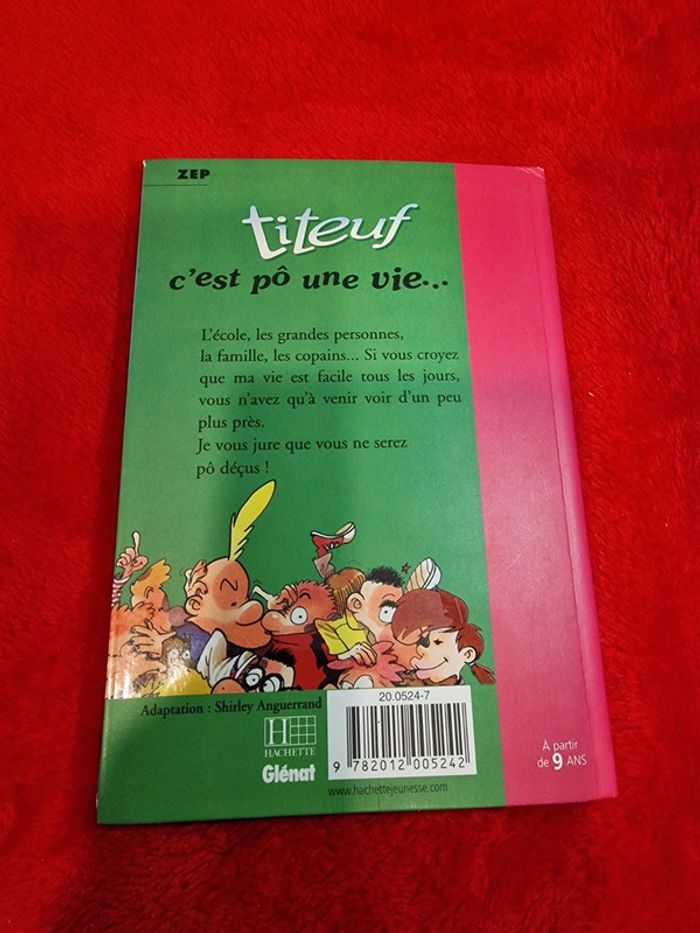 ZEP
titeuf
c'est pô une vie...
L'école, les grandes personnes,
la famille, les copains... Si vous croyez
que ma vie est facile tous les jours,
vous n'avez qu'à venir voir d'un peu
plus près.
Je vous jure que vous ne serez
pô déçus !
Adaptation : Shirley Anguerrand
H
HACHETTE
Glénat
20.0524-7
9 782012 005242
www.hachettejeunesse.com
À partir
de 9 ANS